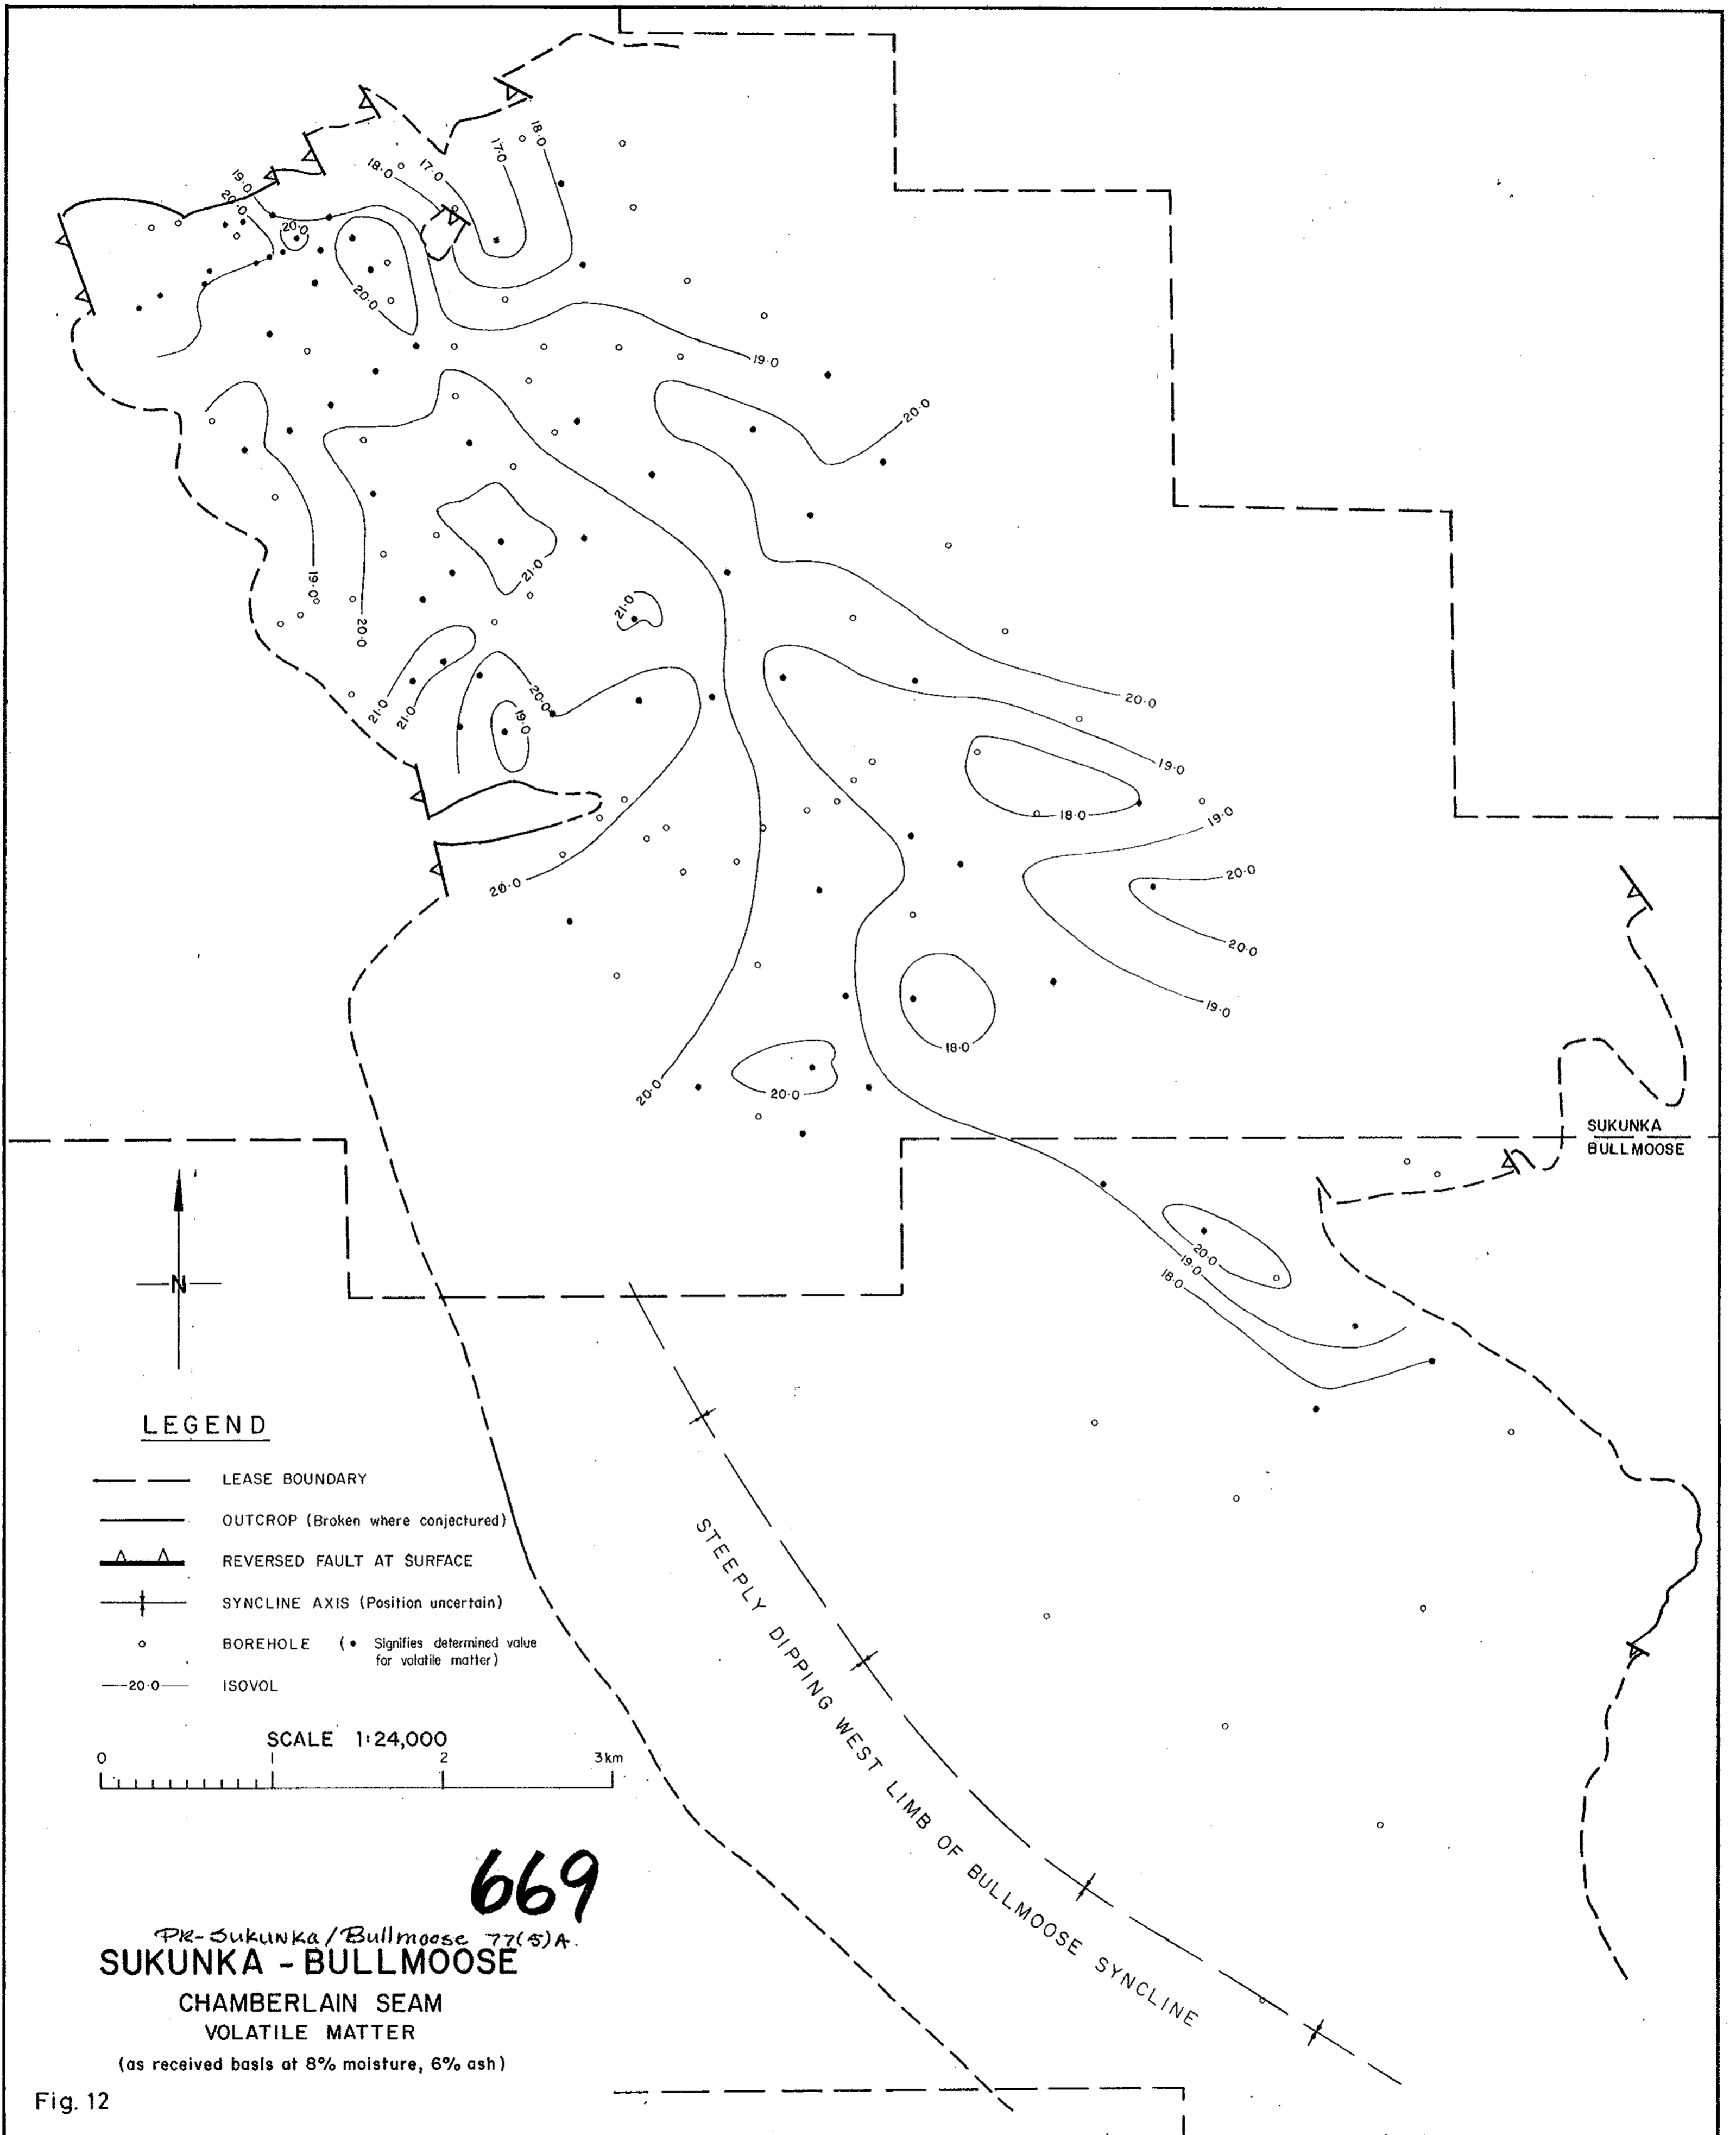 18·0
17·0
18·0
17·0
19·0
20·0
20·0
20·0
19·0
20·0
19·0
21·0
21·0
20·0
21·0
21·0
20·0
19·0
20·0
19·0
18·0
19·0
20·0
20·0
20·0
19·0
18·0
20·0
20·0
SUKUNKA
BULLMOOSE
20·0
19·0
18·0
N
LEGEND
LEASE BOUNDARY
OUTCROP (Broken where conjectured)
REVERSED FAULT AT SURFACE
SYNCLINE AXIS (Position uncertain)
BOREHOLE (• Signifies determined value
for volatile matter)
—20·0— ISOVOL
SCALE 1:24,000
0 1 2 3km
STEEPLY DIPPING WEST LIMB OF BULLMOOSE SYNCLINE
669
PR-Sukunka/Bullmoose 77(5)A.
SUKUNKA - BULLMOOSE
CHAMBERLAIN SEAM
VOLATILE MATTER
(as received basis at 8% moisture, 6% ash)
Fig. 12